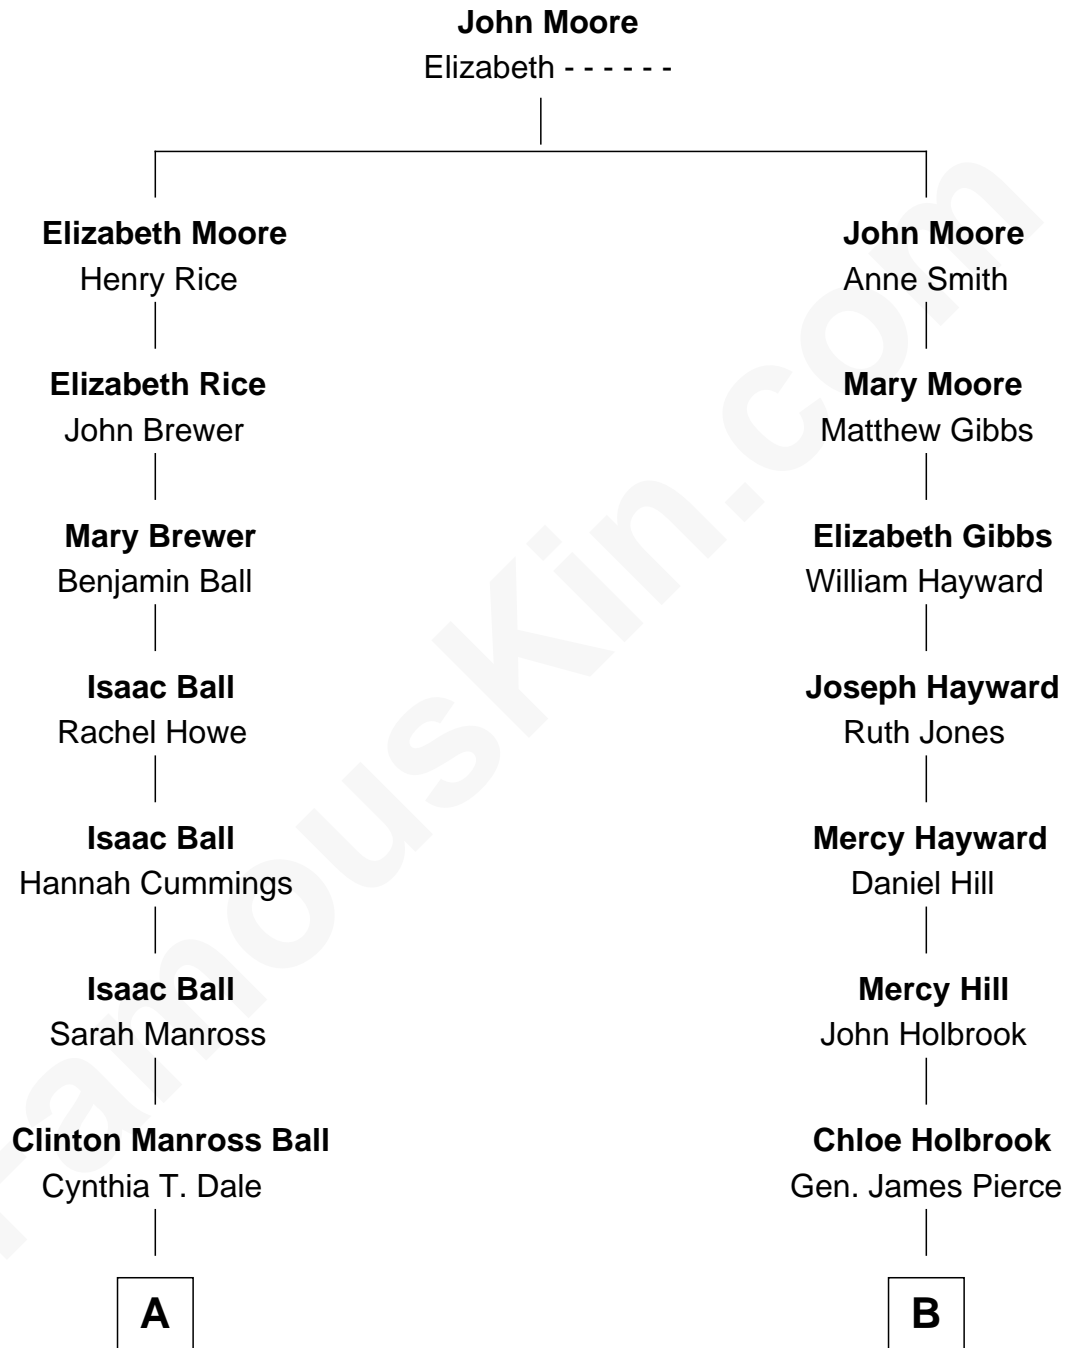 John Moore
Elizabeth - - - - - -
Elizabeth Moore
Henry Rice
John Moore
Anne Smith
Elizabeth Rice
John Brewer
Mary Moore
Matthew Gibbs
Mary Brewer
Benjamin Ball
Elizabeth Gibbs
William Hayward
Isaac Ball
Rachel Howe
Joseph Hayward
Ruth Jones
Isaac Ball
Hannah Cummings
Mercy Hayward
Daniel Hill
Isaac Ball
Sarah Manross
Mercy Hill
John Holbrook
Clinton Manross Ball
Cynthia T. Dale
Chloe Holbrook
Gen. James Pierce
A
B
FamousKin.com